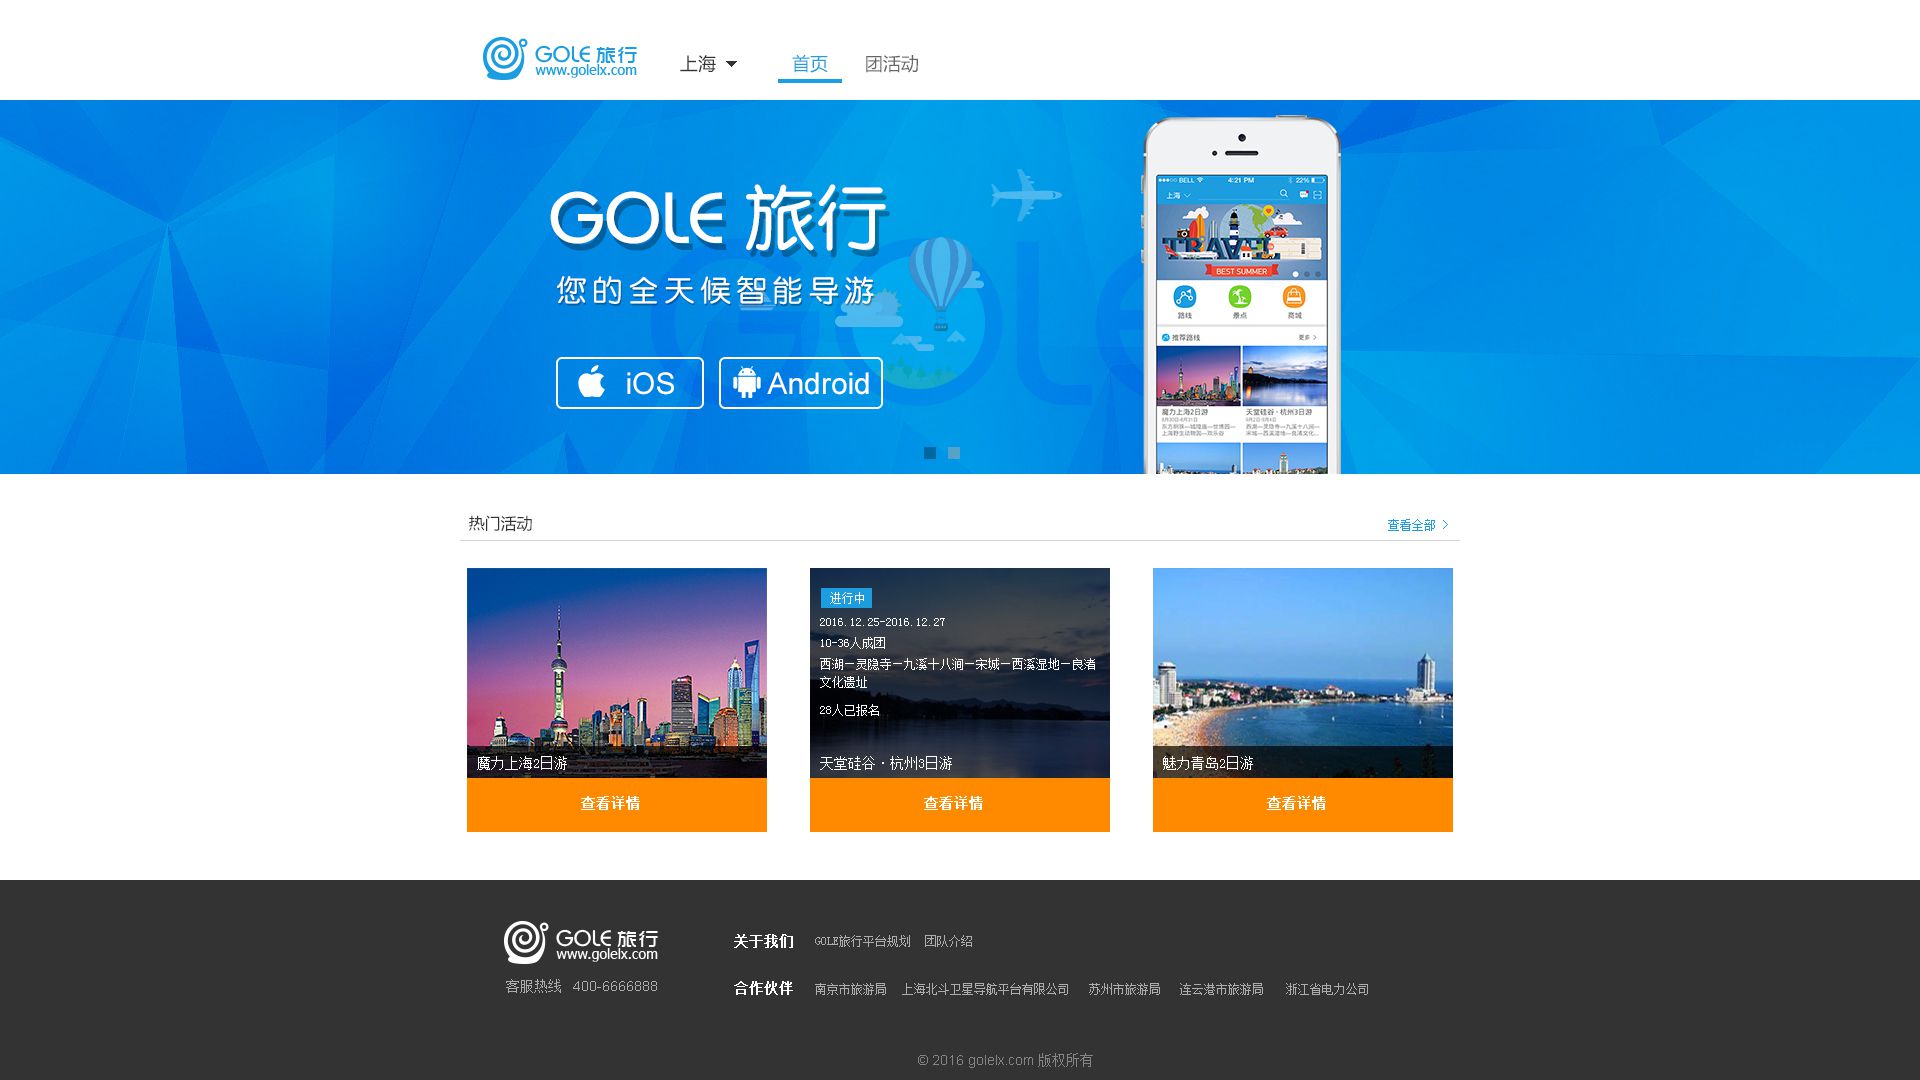 GOLE 旅行
www.golelx.com
上海
首页
团活动
GOLE 旅行
您的全天候智能导游
iOS
Android
BELL
4:21 PM
22%
上海
TRAVEL
BEST SUMMER
路线
景点
商城
推荐路线
更多
魔力上海2日游
天堂硅谷·杭州3日游
热门活动
查看全部
魔力上海2日游
查看详情
进行中
2016.12.25-2016.12.27
10-36人成团
西湖—灵隐寺—九溪十八涧—宋城—西溪湿地—良渚
文化遗址
28人已报名
天堂硅谷·杭州3日游
查看详情
魅力青岛2日游
查看详情
GOLE 旅行
www.golelx.com
客服热线 400-6666888
关于我们
GOLE旅行平台规划
团队介绍
合作伙伴
南京市旅游局
上海北斗卫星导航平台有限公司
苏州市旅游局
连云港市旅游局
浙江省电力公司
© 2016 golelx.com 版权所有